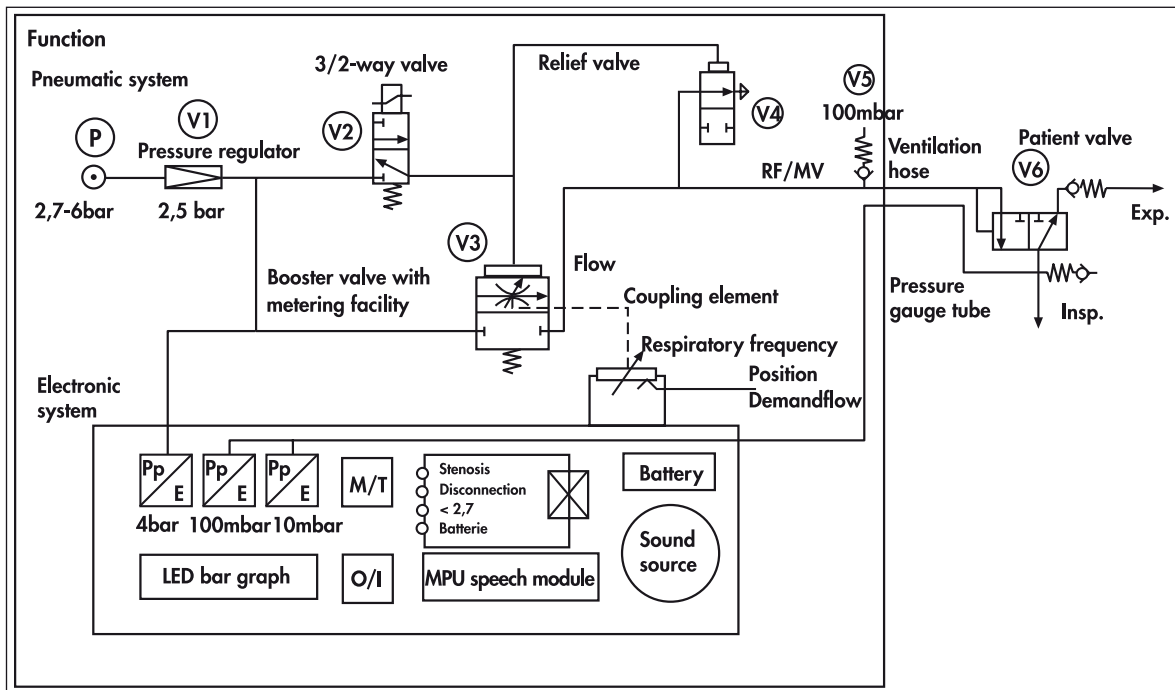 Function
Pneumatic system
3/2-way valve
Relief valve
V5
100mbar
V1
V2
V4
P
Pressure regulator
Patient valve
V6
Ventilation
hose
RF/MV
2,7-6bar
2,5 bar
Exp.
V3
Flow
Booster valve with
metering facility
Coupling element
Pressure
gauge tube
Insp.
Respiratory frequency
Position
Demandflow
Electronic
system
Pp
E
4bar
Pp
E
100mbar
Pp
E
10mbar
M/T
Stenosis
Disconnection
< 2,7
Batterie
Battery
Sound
source
LED bar graph
O/I
MPU speech module